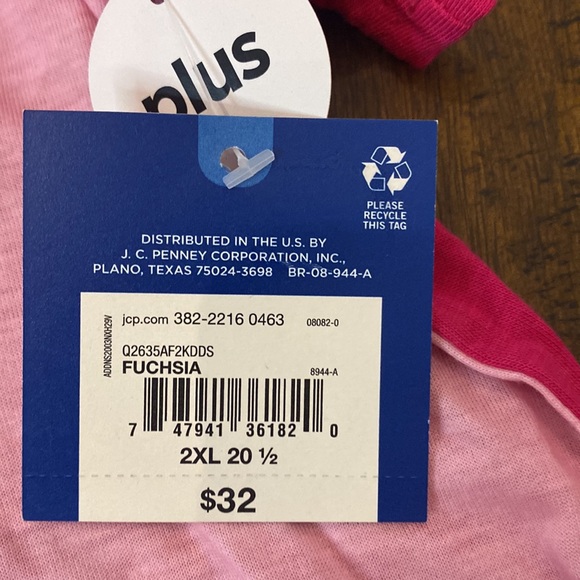 plus
PLEASE
RECYCLE
THIS TAG
DISTRIBUTED IN THE U.S. BY
J. C. PENNEY CORPORATION, INC.,
PLANO, TEXAS 75024-3698 BR-08-944-A
ADDNS2003NXH29V
jcp.com 382-2216 0463 08082-0
Q2635AF2KDDS
FUCHSIA 8944-A
7 47941 36182 0
2XL 20 ½
$32